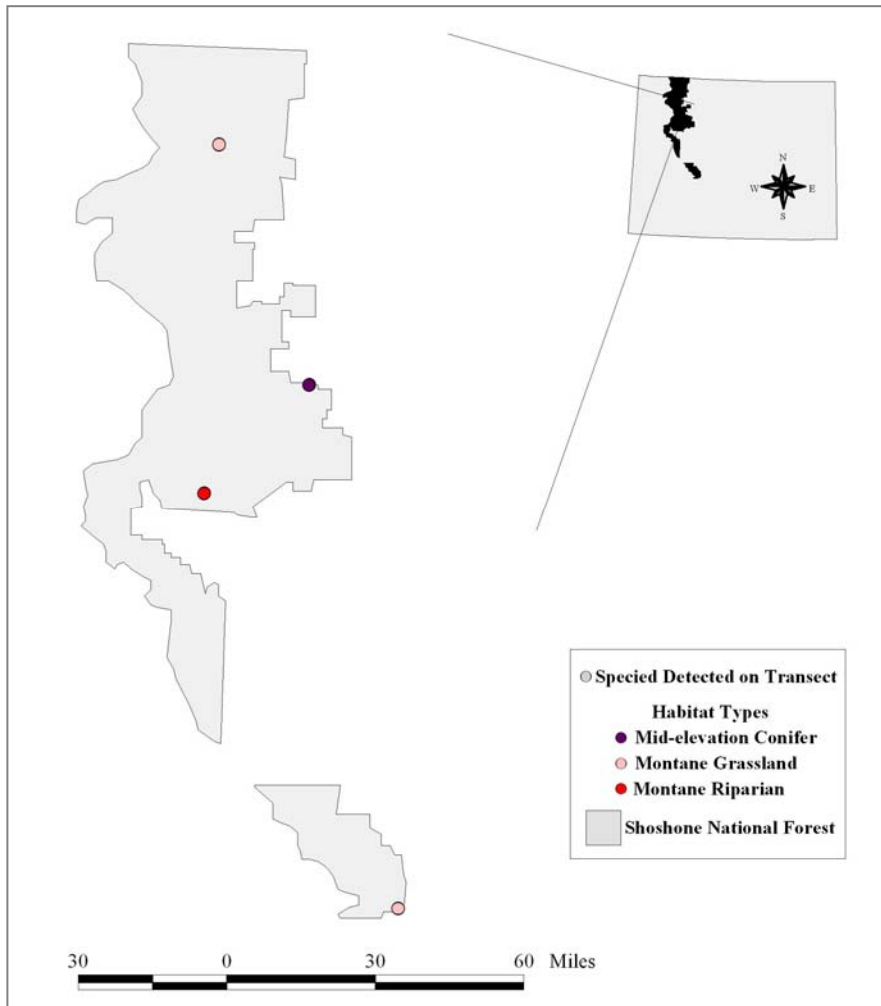 N
W E
S
Specied Detected on Transect
Habitat Types
Mid-elevation Conifer
Montane Grassland
Montane Riparian
Shoshone National Forest
30 0 30 60 Miles